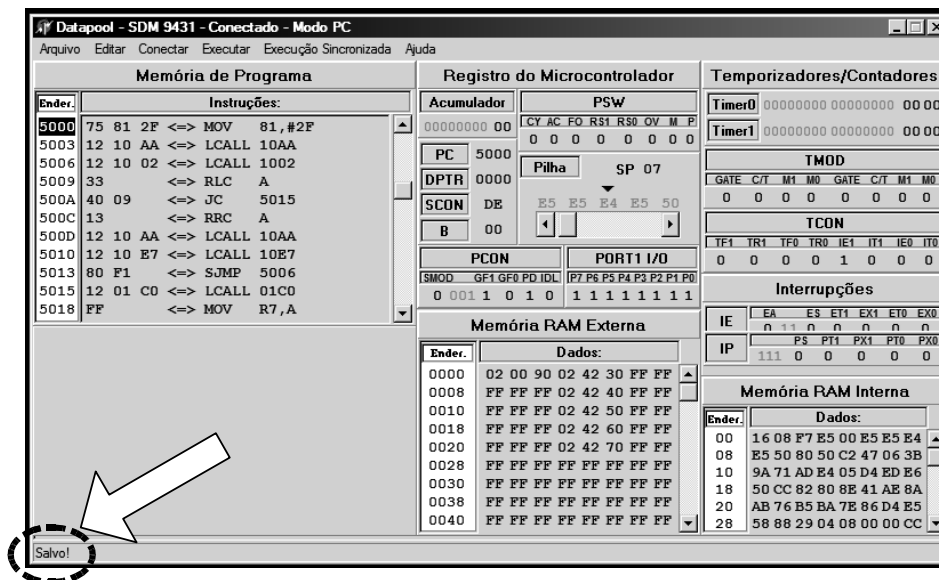 Datapool - SDM 9431 - Conectado - Modo PC
Arquivo Editar Conectar Executar Execução Sincronizada Ajuda
Memória de Programa
Ender. Instruções:
5000 75 81 2F <=> MOV 81,#2F
5003 12 10 AA <=> LCALL 10AA
5006 12 10 02 <=> LCALL 1002
5009 33 <=> RLC A
500A 40 09 <=> JC 5015
500C 13 <=> RRC A
500D 12 10 AA <=> LCALL 10AA
5010 12 10 E7 <=> LCALL 10E7
5013 80 F1 <=> SJMP 5006
5015 12 01 C0 <=> LCALL 01C0
5018 FF <=> MOV R7,A
Registro do Microcontrolador
Acumulador
00000000 00
PSW
CY AC FO RS1 RS0 OV M P
0 0 0 0 0 0 0 0
PC 5000
DPTR 0000
SCON DE
B 00
Pilha SP 07
E5 E5 E4 E5 50
PCON
SMOD GF1 GF0 PD IDL
0 001 1 0 1 0
PORT1 I/O
P7 P6 P5 P4 P3 P2 P1 P0
1 1 1 1 1 1 1 1
Memória RAM Externa
Ender. Dados:
0000 02 00 90 02 42 30 FF FF
0008 FF FF FF 02 42 40 FF FF
0010 FF FF FF 02 42 50 FF FF
0018 FF FF FF 02 42 60 FF FF
0020 FF FF FF 02 42 70 FF FF
0028 FF FF FF FF FF FF FF FF
0030 FF FF FF FF FF FF FF FF
0038 FF FF FF FF FF FF FF FF
0040 FF FF FF FF FF FF FF FF
Temporizadores/Contadores
Timer0 00000000 00000000 00 00
Timer1 00000000 00000000 00 00
TMOD
GATE C/T M1 M0 GATE C/T M1 M0
0 0 0 0 0 0 0 0
TCON
TF1 TR1 TF0 TR0 IE1 IT1 IE0 IT0
0 0 0 0 1 0 0 0
Interrupções
IE
EA ES ET1 EX1 ET0 EX0
0 11 0 0 0 0 0
IP
PS PT1 PX1 PT0 PX0
111 0 0 0 0 0
Memória RAM Interna
Ender. Dados:
00 16 08 F7 E5 00 E5 E5 E4
08 E5 50 80 50 C2 47 06 3B
10 9A 71 AD E4 05 D4 ED E6
18 50 CC 82 80 8E 41 AE 8A
20 AB 76 B5 BA 7E 86 D4 E5
28 58 88 29 04 08 00 00 CC
Salvo!